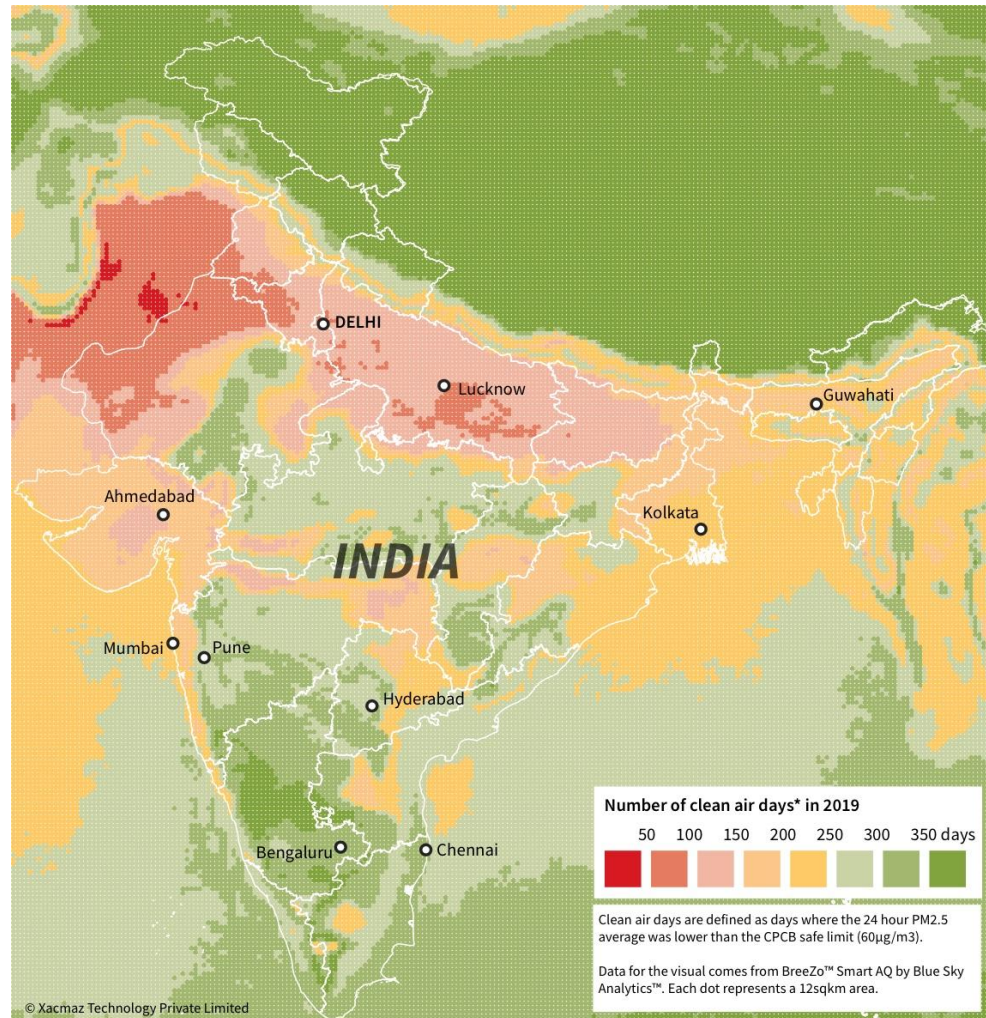 DELHI
Lucknow
Guwahati
Ahmedabad
Kolkata
INDIA
Mumbai
Pune
Hyderabad
Bengaluru
Chennai
Number of clean air days* in 2019
50 100 150 200 250 300 350 days
Clean air days are defined as days where the 24 hour PM2.5
average was lower than the CPCB safe limit (60µg/m3).
Data for the visual comes from BreeZo™ Smart AQ by Blue Sky
Analytics™. Each dot represents a 12sqkm area.
© Xacmaz Technology Private Limited